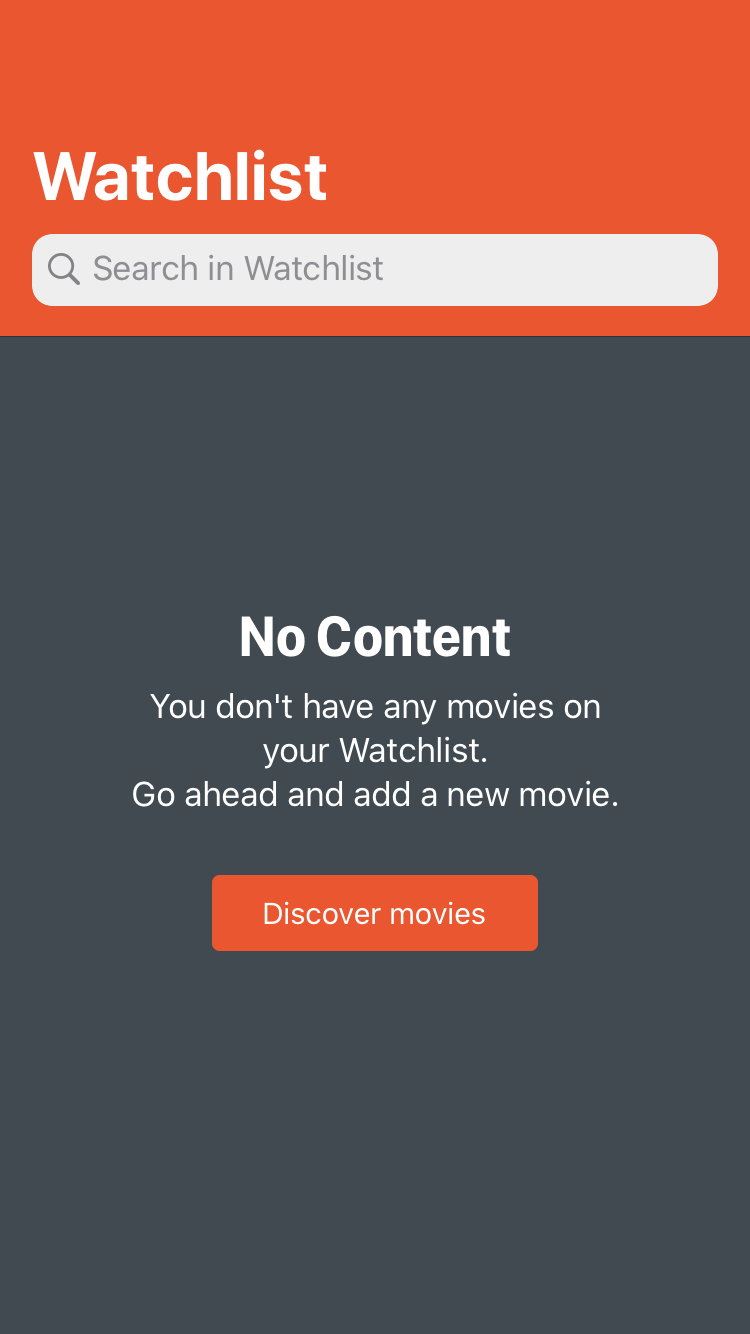 Watchlist
Search in Watchlist
No Content
You don't have any movies on
your Watchlist.
Go ahead and add a new movie.
Discover movies